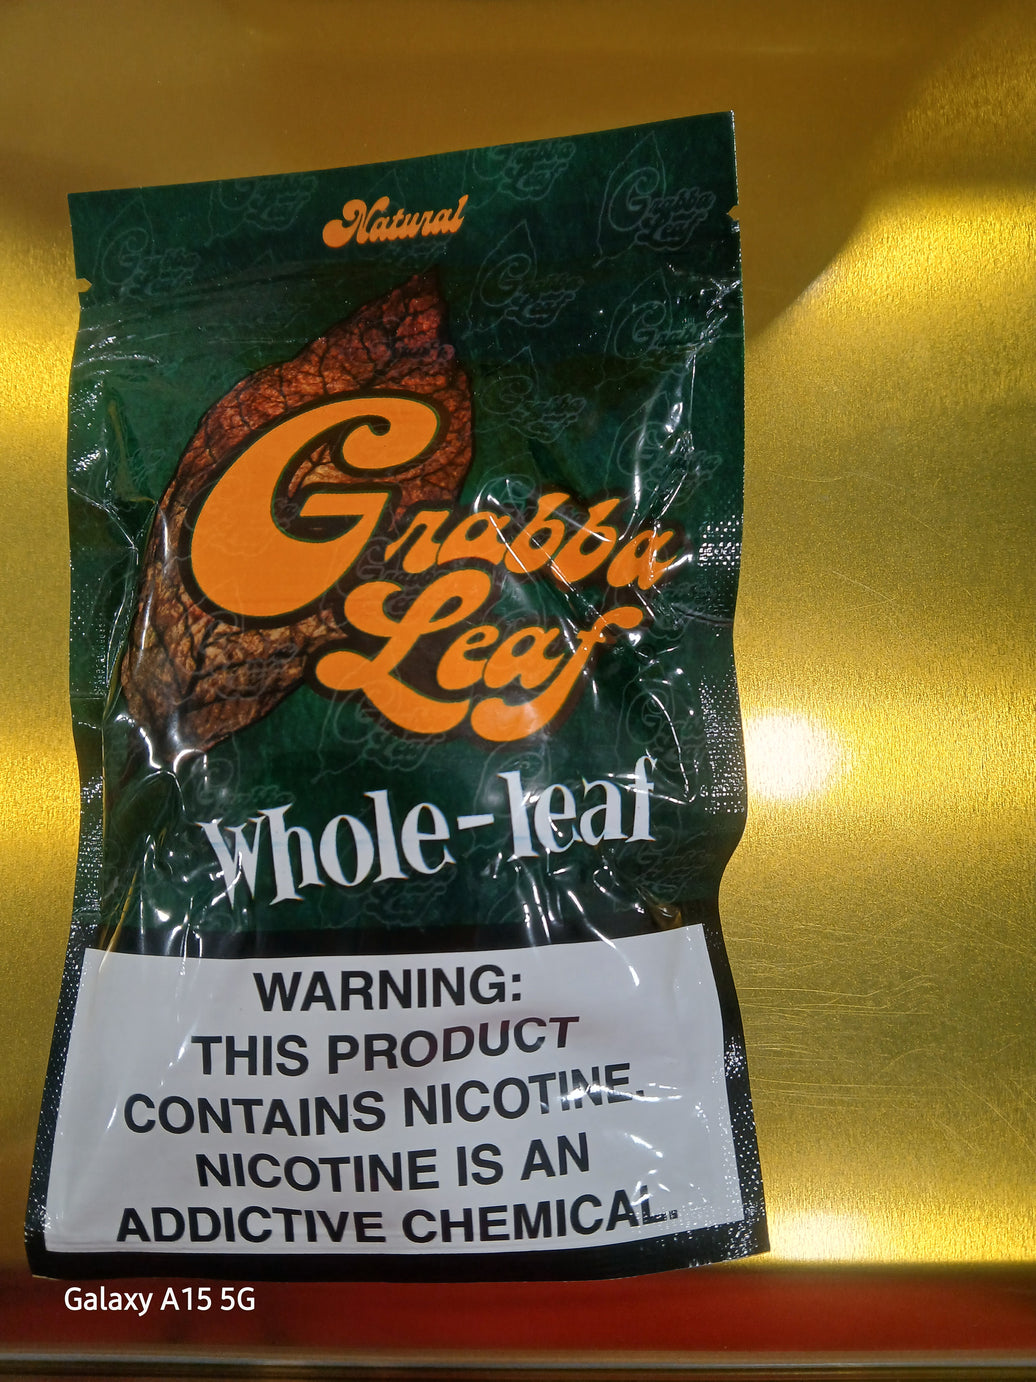 Natural
Grabba
Leaf
whole-leaf
WARNING:
THIS PRODUCT
CONTAINS NICOTINE.
NICOTINE IS AN
ADDICTIVE CHEMICAL.
Galaxy A15 5G